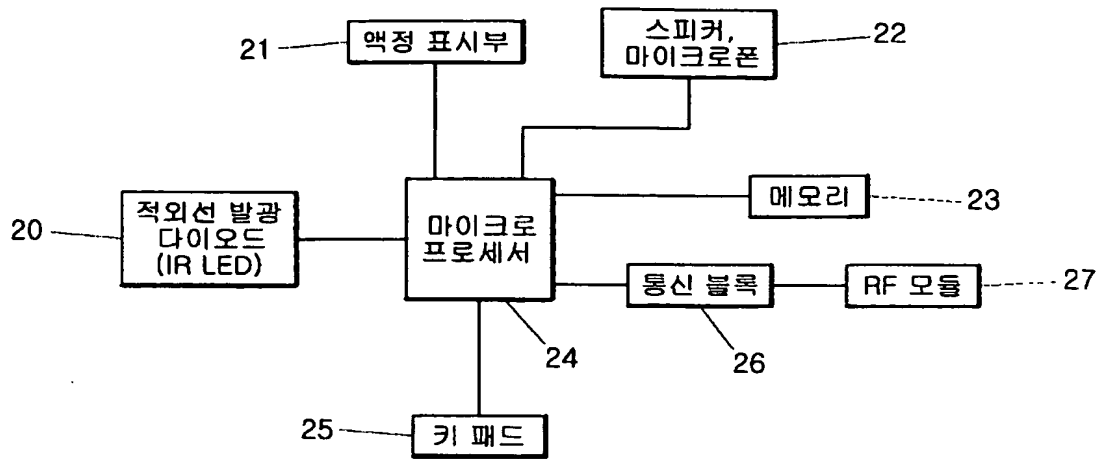 21
액정 표시부
스피커,
마이크로폰
22
적외선 발광
다이오드
(IR LED)
20
마이크로
프로세서
24
메모리
23
통신 블록
26
RF 모듈
27
25
키 패드